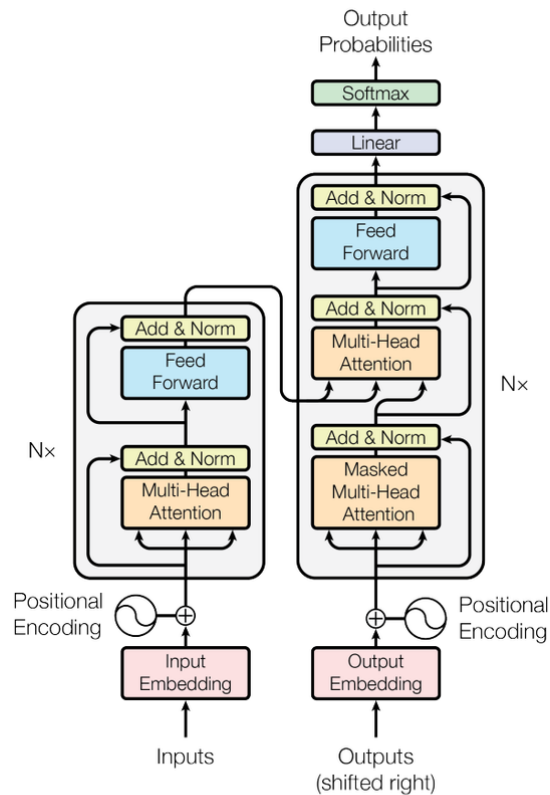 Output
Probabilities
Softmax
Linear
Add & Norm
Feed
Forward
Add & Norm
Multi-Head
Attention
Add & Norm
Masked
Multi-Head
Attention
N×
Add & Norm
Feed
Forward
Add & Norm
Multi-Head
Attention
N×
Positional
Encoding
Positional
Encoding
Input
Embedding
Output
Embedding
Inputs
Outputs
(shifted right)